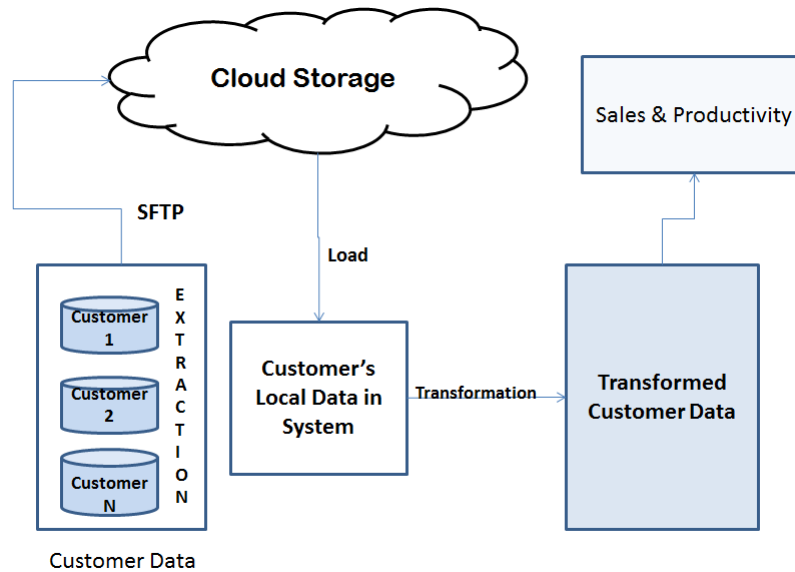 Cloud Storage
Sales & Productivity
SFTP
Load
EXTRACTION
Customer
1
Customer
2
Customer
N
Customer's
Local Data in
System
Transformation
Transformed
Customer Data
Customer Data